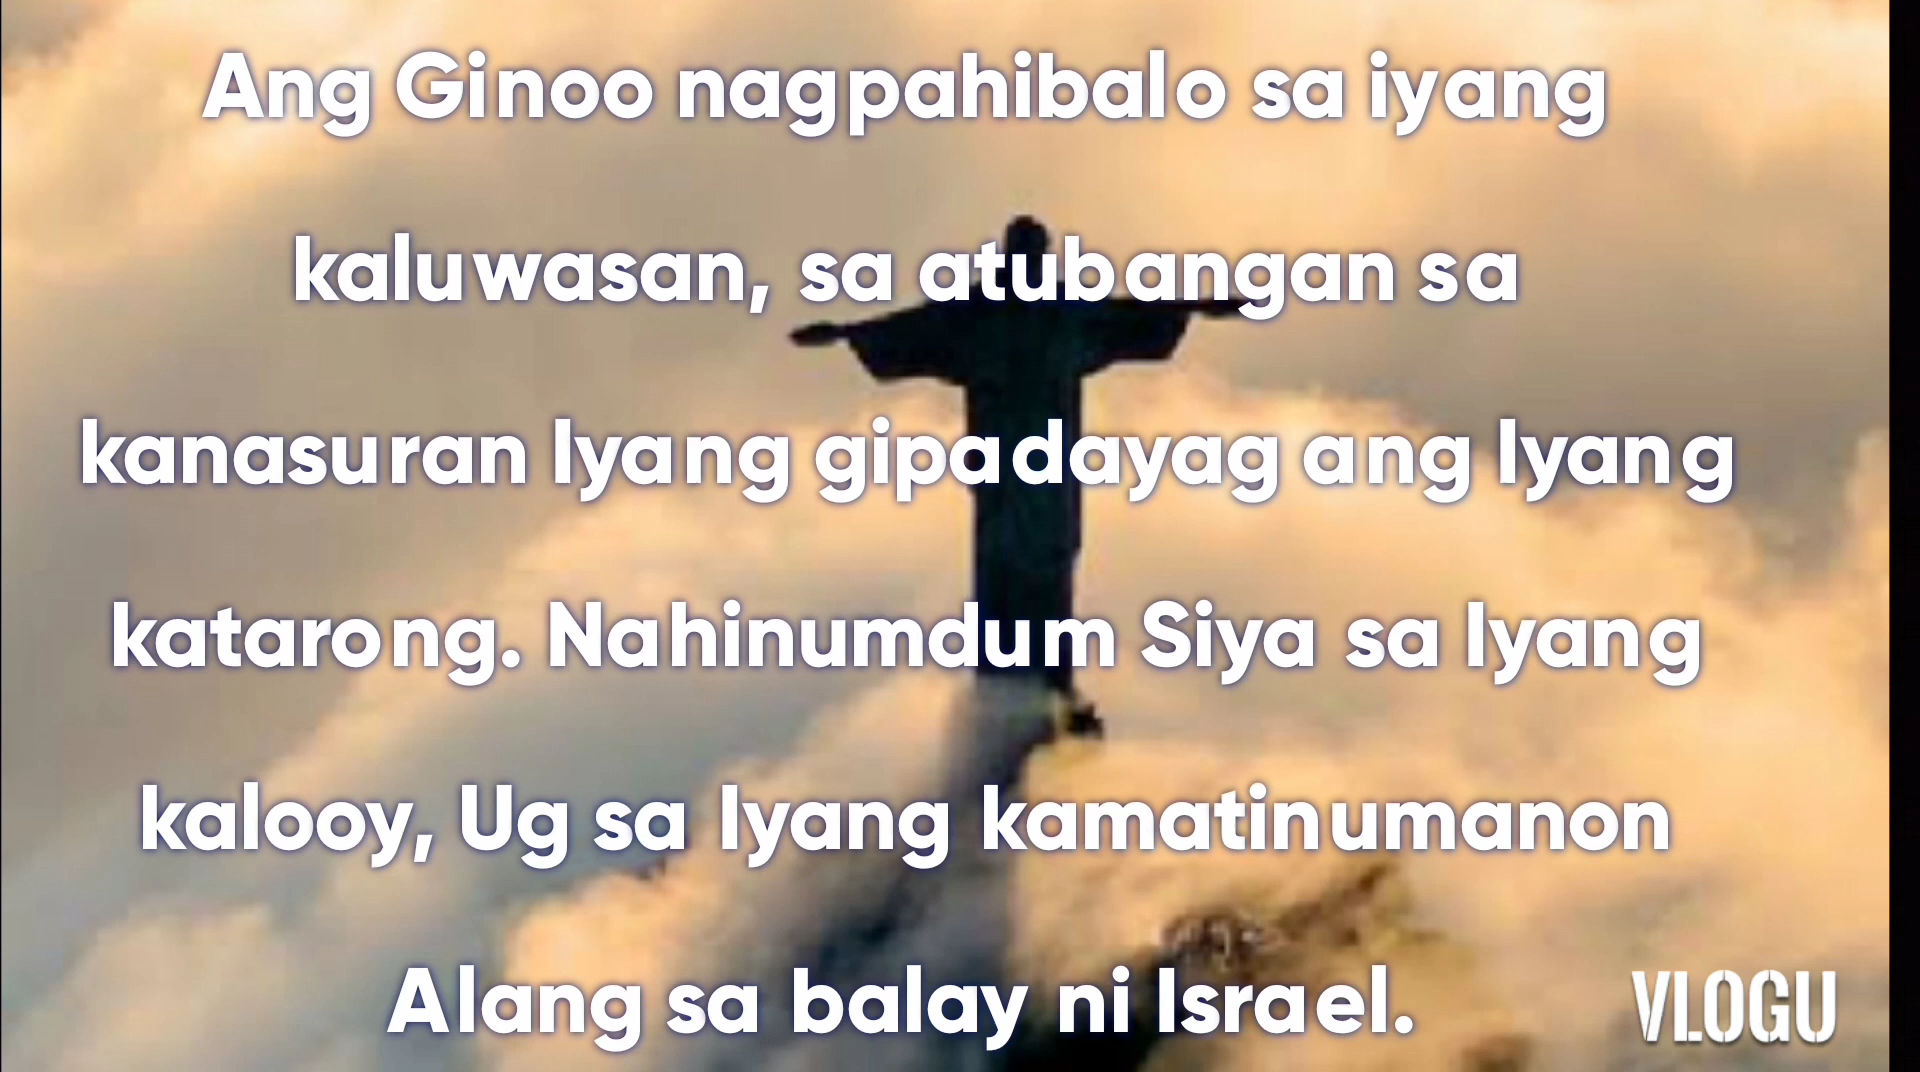 Ang Ginoo nagpahibalo sa iyang
kaluwasan, sa atubangan sa
kanasuran Iyang gipadayag ang Iyang
katarong. Nahinumdum Siya sa Iyang
kalooy, Ug sa Iyang kamatinumanon
Alang sa balay ni Israel.
VLOGU